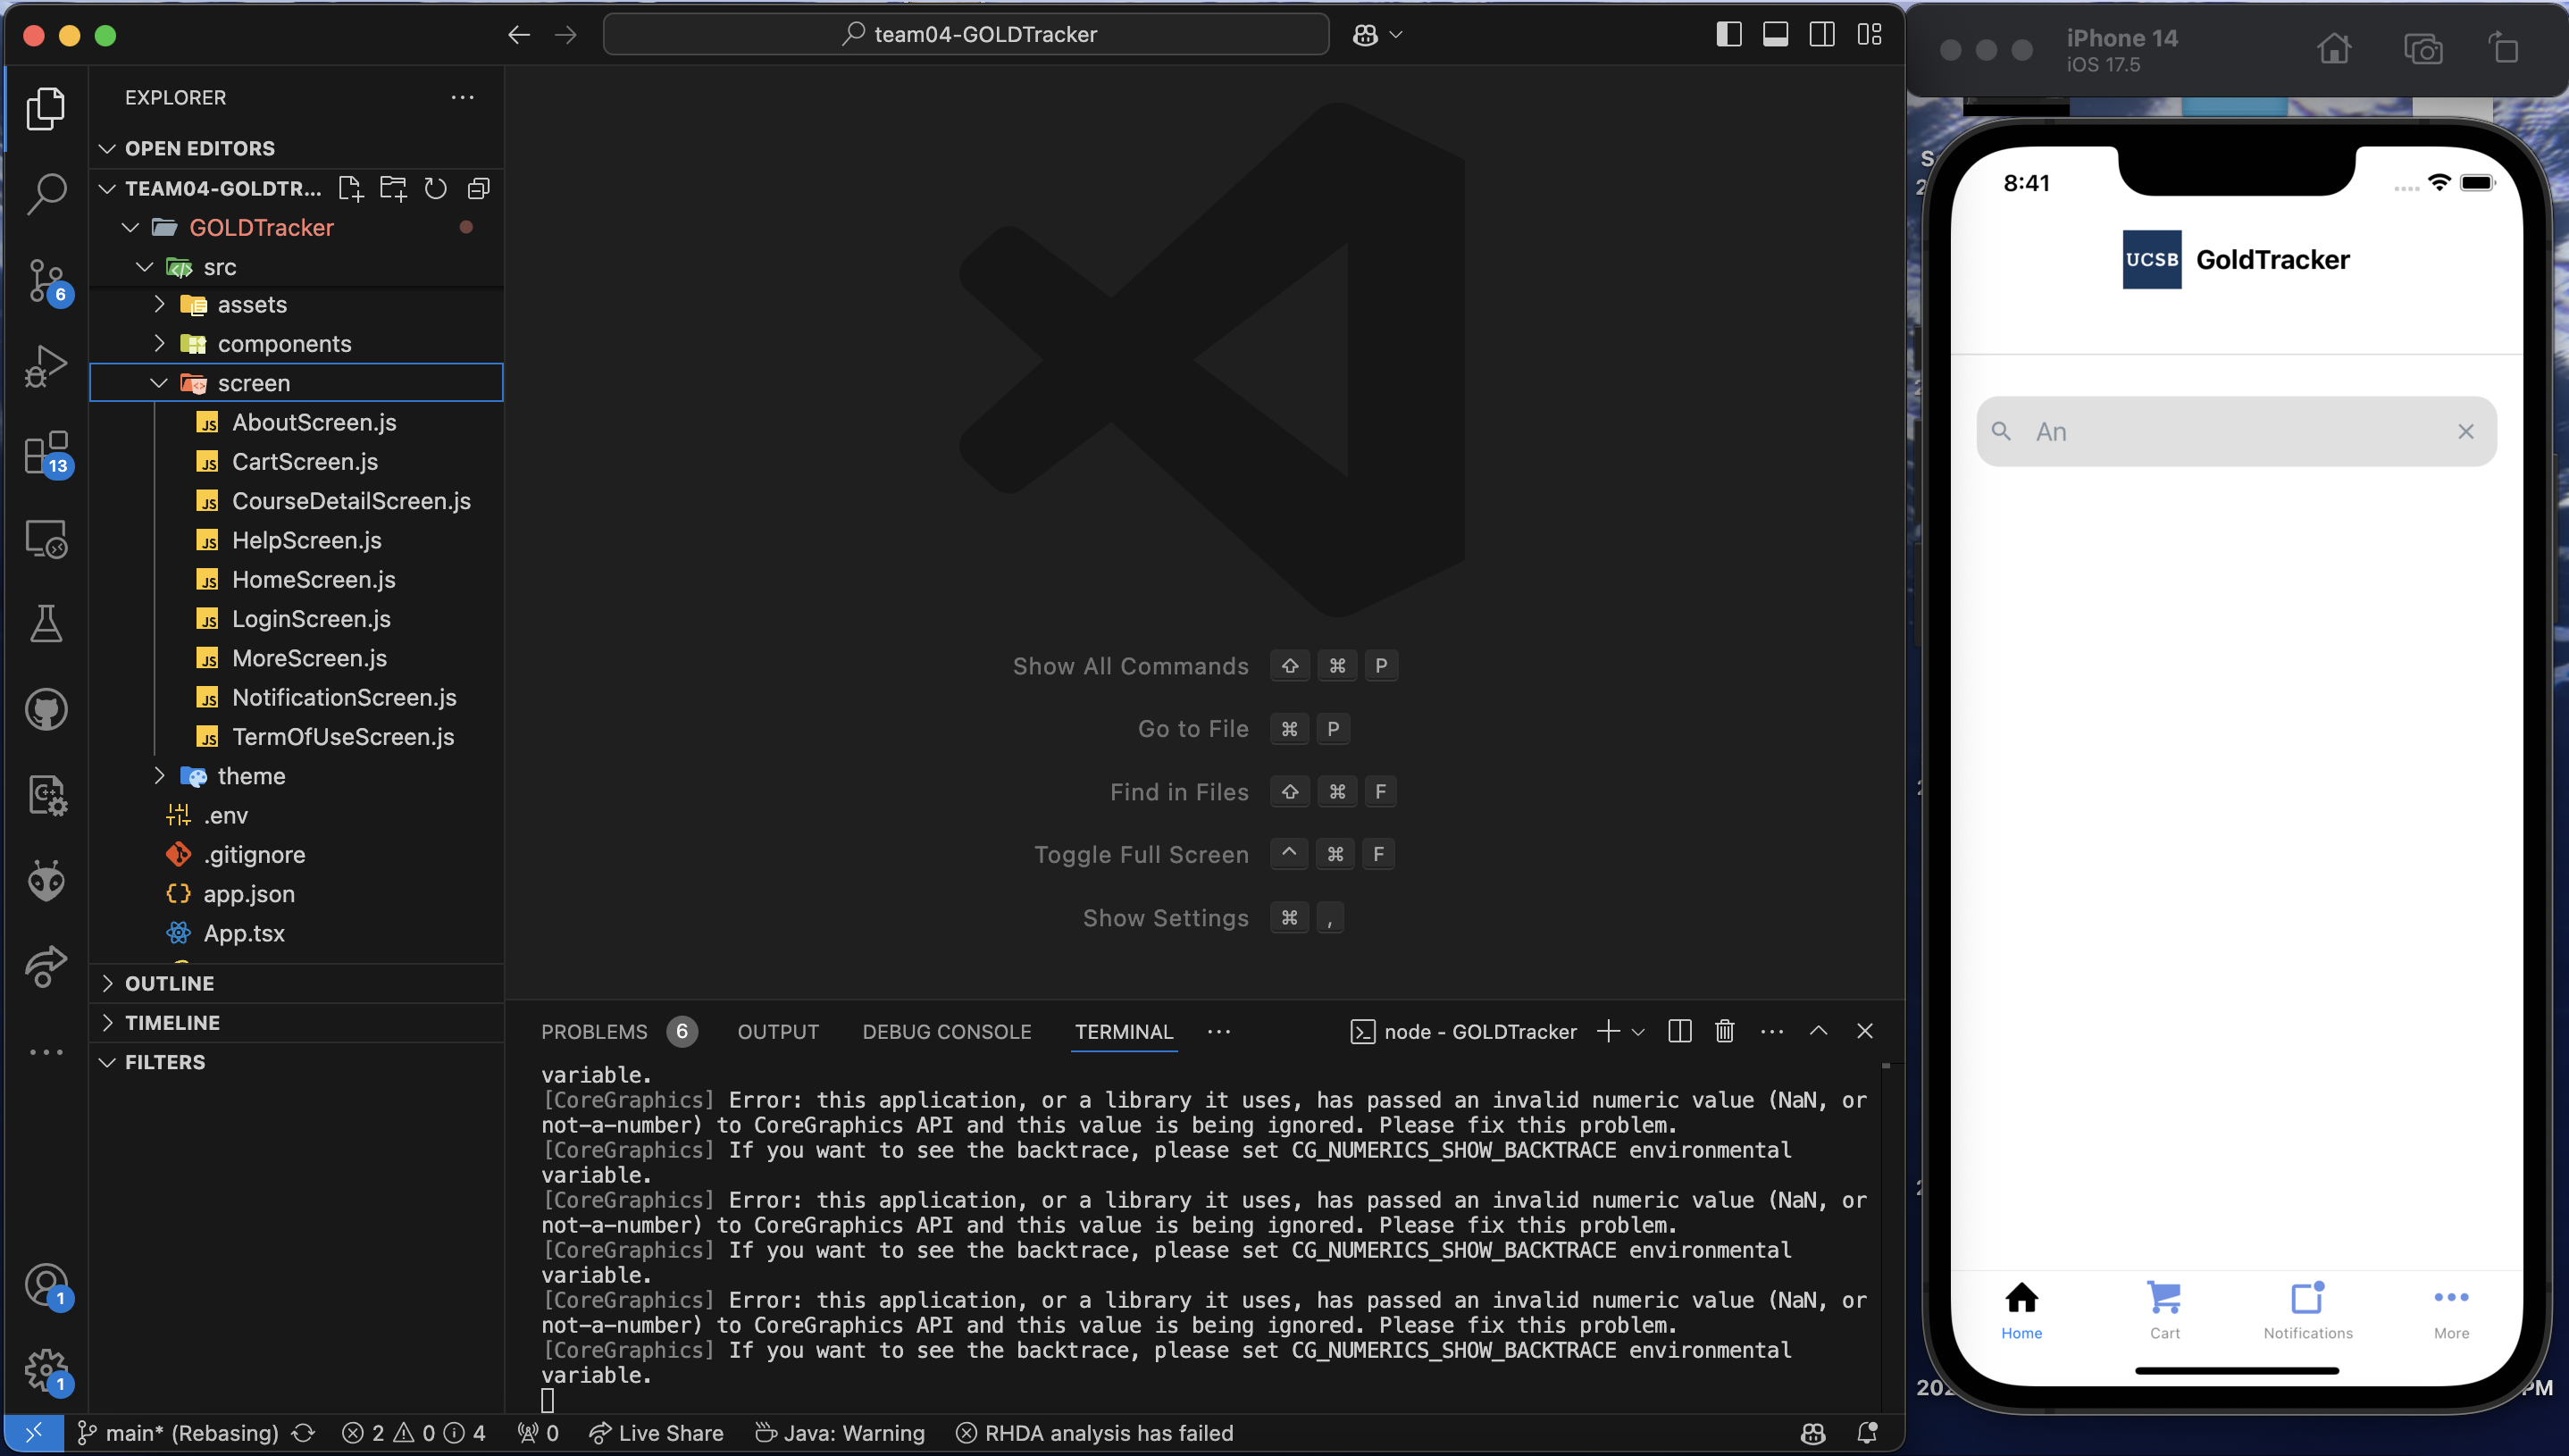 team04-GOLDTracker
EXPLORER
OPEN EDITORS
TEAM04-GOLDTR...
GOLDTracker
src
assets
components
screen
JS AboutScreen.js
JS CartScreen.js
JS CourseDetailScreen.js
JS HelpScreen.js
JS HomeScreen.js
JS LoginScreen.js
JS MoreScreen.js
JS NotificationScreen.js
JS TermOfUseScreen.js
theme
.env
.gitignore
app.json
App.tsx
OUTLINE
TIMELINE
FILTERS
6
13
1
1
Show All Commands ⇧ ⌘ P
Go to File ⌘ P
Find in Files ⇧ ⌘ F
Toggle Full Screen ^ ⌘ F
Show Settings ⌘ ,
PROBLEMS 6 OUTPUT DEBUG CONSOLE TERMINAL ... node - GOLDTracker
variable.
[CoreGraphics] Error: this application, or a library it uses, has passed an invalid numeric value (NaN, or
not-a-number) to CoreGraphics API and this value is being ignored. Please fix this problem.
[CoreGraphics] If you want to see the backtrace, please set CG_NUMERICS_SHOW_BACKTRACE environmental
variable.
[CoreGraphics] Error: this application, or a library it uses, has passed an invalid numeric value (NaN, or
not-a-number) to CoreGraphics API and this value is being ignored. Please fix this problem.
[CoreGraphics] If you want to see the backtrace, please set CG_NUMERICS_SHOW_BACKTRACE environmental
variable.
[CoreGraphics] Error: this application, or a library it uses, has passed an invalid numeric value (NaN, or
not-a-number) to CoreGraphics API and this value is being ignored. Please fix this problem.
[CoreGraphics] If you want to see the backtrace, please set CG_NUMERICS_SHOW_BACKTRACE environmental
variable.
main* (Rebasing) 2 0 4 0 Live Share Java: Warning RHDA analysis has failed
iPhone 14
iOS 17.5
8:41
UCSB GoldTracker
An
Home Cart Notifications More
PM